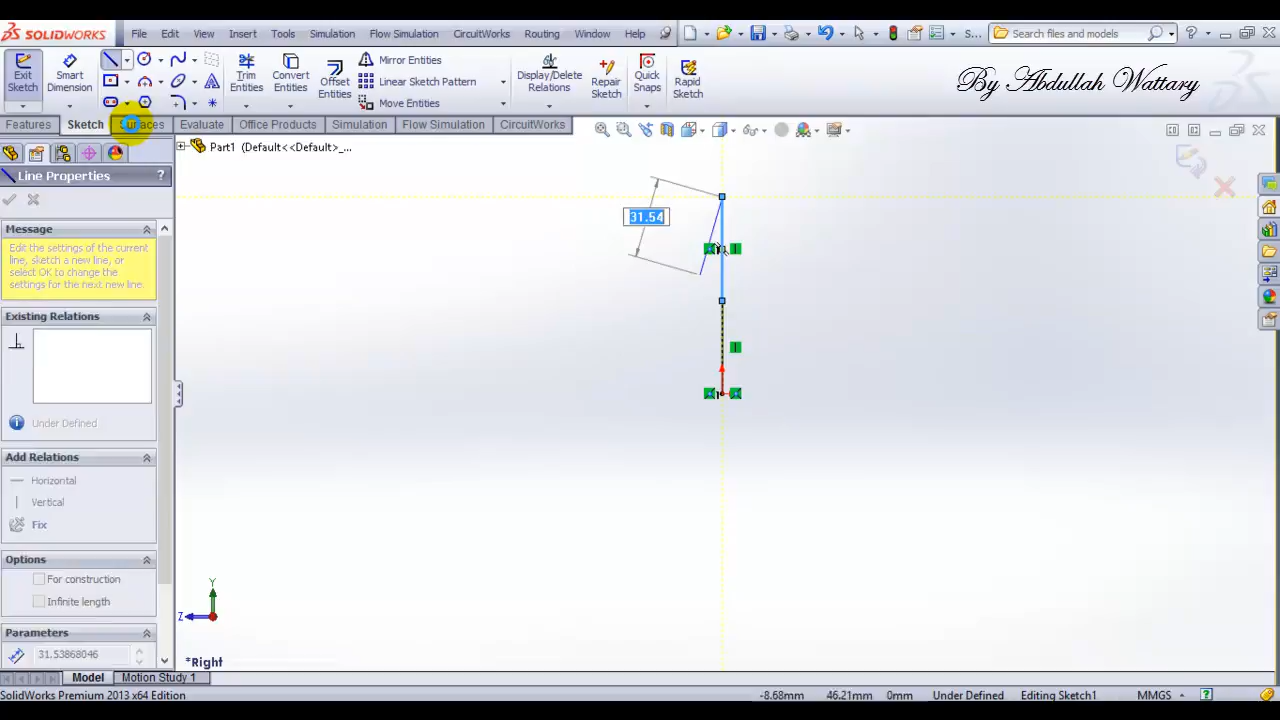 SOLIDWORKS File Edit View Insert Tools Simulation Flow Simulation CircuitWorks Routing Window Help S... Search files and models ?
By Abdullah Wattary
Exit Sketch
Smart Dimension
Trim Entities
Convert Entities
Offset Entities
Mirror Entities
Linear Sketch Pattern
Move Entities
Display/Delete Relations
Repair Sketch
Quick Snaps
Rapid Sketch
Features Sketch Surfaces Evaluate Office Products Simulation Flow Simulation CircuitWorks
Part1 (Default<<Default>_...
Line Properties ?
Message
Edit the settings of the current
line, sketch a new line, or
select OK to change the
settings for the next new line.
Existing Relations
Under Defined
Add Relations
Horizontal
Vertical
Fix
Options
For construction
Infinite length
Parameters
31.53868046
31.54
Y
Z
*Right
Model Motion Study 1
SolidWorks Premium 2013 x64 Edition -8.68mm 46.21mm 0mm Under Defined Editing Sketch1 MMGS ?